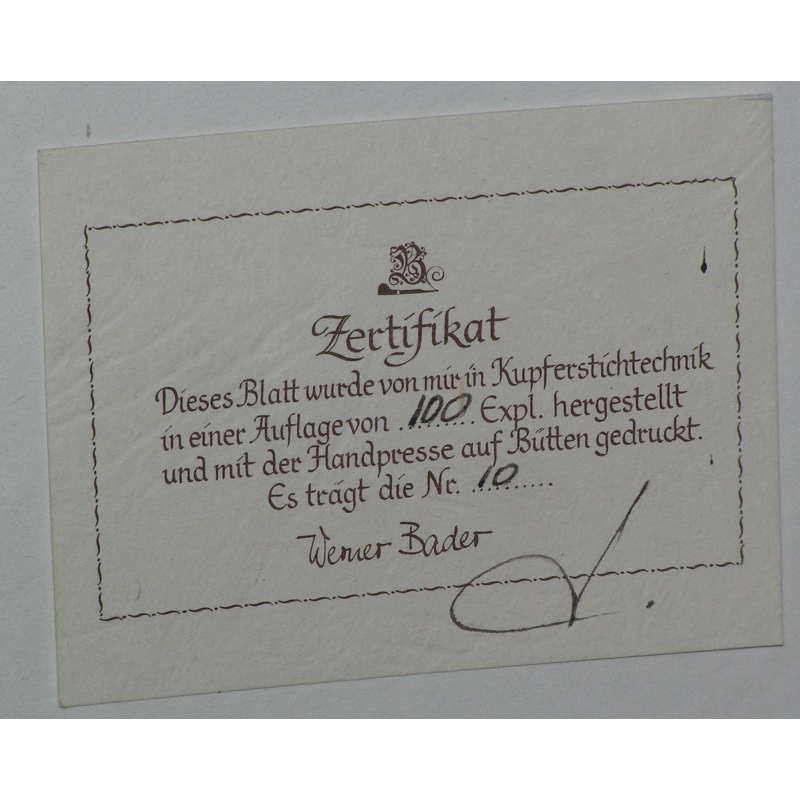 B
Zertifikat
Dieses Blatt wurde von mir in Kupferstichtechnik
in einer Auflage von 100 Expl. hergestellt
und mit der Handpresse auf Bütten gedruckt.
Es trägt die Nr. 10
Werner Bader